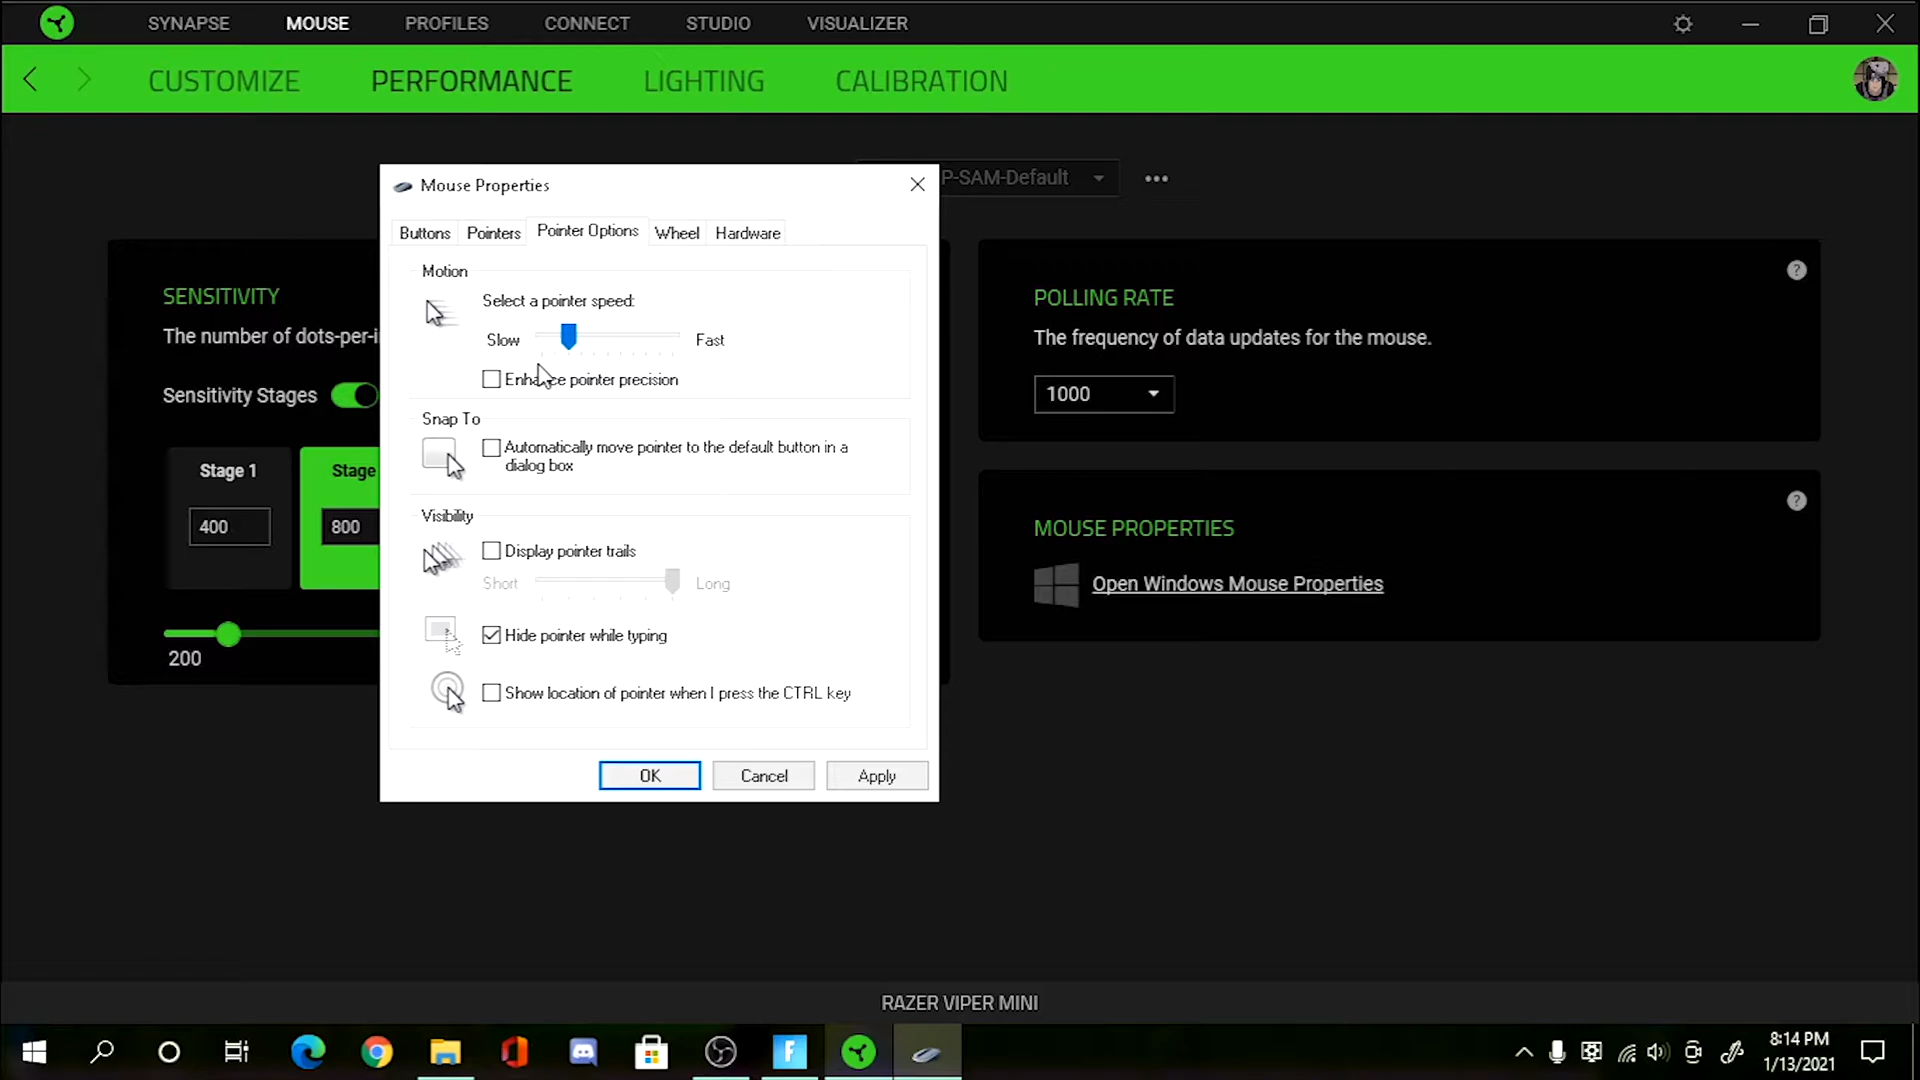 SYNAPSE MOUSE PROFILES CONNECT STUDIO VISUALIZER
CUSTOMIZE PERFORMANCE LIGHTING CALIBRATION
P-SAM-Default
Mouse Properties
Buttons Pointers Pointer Options Wheel Hardware
Motion
Select a pointer speed:
Slow Fast
Enhance pointer precision
Snap To
Automatically move pointer to the default button in a
dialog box
Visibility
Display pointer trails
Short Long
Hide pointer while typing
Show location of pointer when I press the CTRL key
OK Cancel Apply
SENSITIVITY
The number of dots-per-i
Sensitivity Stages
Stage 1 Stage
400 800
200
POLLING RATE
?
The frequency of data updates for the mouse.
1000
MOUSE PROPERTIES
?
Open Windows Mouse Properties
RAZER VIPER MINI
F
8:14 PM
1/13/2021